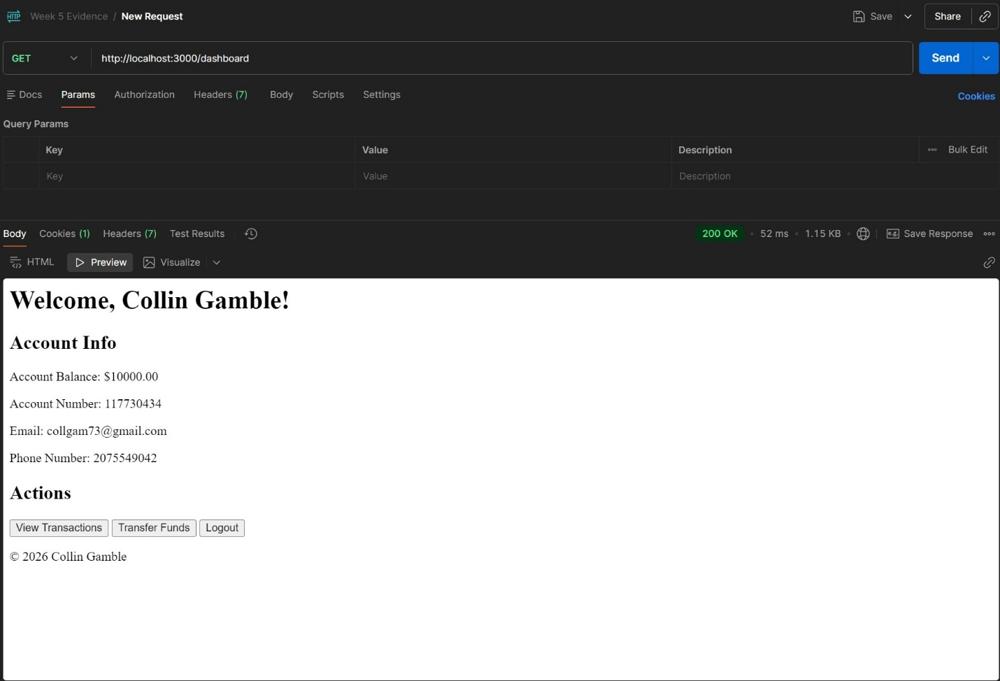 HTTP Week 5 Evidence / New Request Save Share
GET http://localhost:3000/dashboard Send
Docs Params Authorization Headers (7) Body Scripts Settings Cookies
Query Params
Key Value Description ••• Bulk Edit
Key Value Description
Body Cookies (1) Headers (7) Test Results 200 OK • 52 ms • 1.15 KB • e.g. Save Response •••
HTML Preview Visualize
Welcome, Collin Gamble!
Account Info
Account Balance: $10000.00
Account Number: 117730434
Email: collgam73@gmail.com
Phone Number: 2075549042
Actions
View Transactions Transfer Funds Logout
© 2026 Collin Gamble